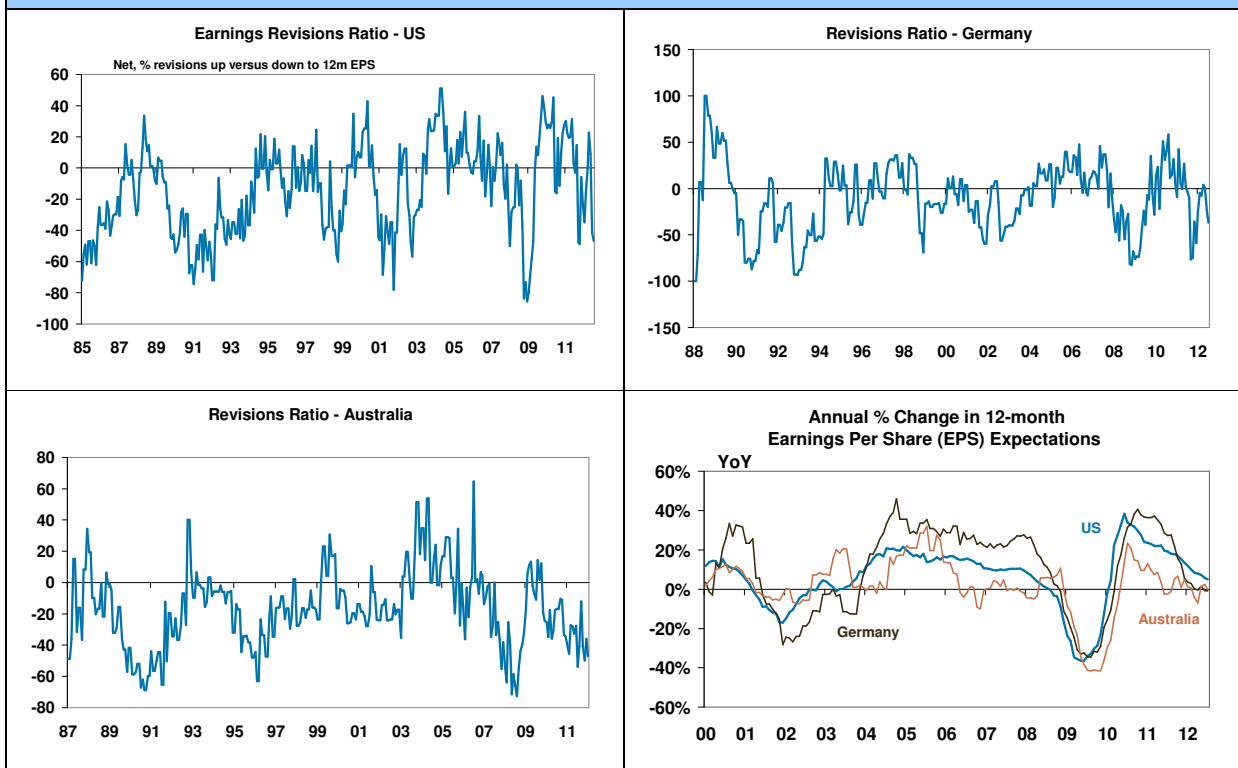 Earnings Revisions Ratio - US
Net, % revisions up versus down to 12m EPS
60
40
20
0
-20
-40
-60
-80
-100
85 87 89 91 93 95 97 99 01 03 05 07 09 11
Revisions Ratio - Germany
150
100
50
0
-50
-100
-150
88 90 92 94 96 98 00 02 04 06 08 10 12
Revisions Ratio - Australia
80
60
40
20
0
-20
-40
-60
-80
87 89 91 93 95 97 99 01 03 05 07 09 11
Annual % Change in 12-month
Earnings Per Share (EPS) Expectations
YoY
60%
40%
20%
0%
-20%
-40%
-60%
US
Australia
Germany
00 01 02 03 04 05 06 07 08 09 10 11 12